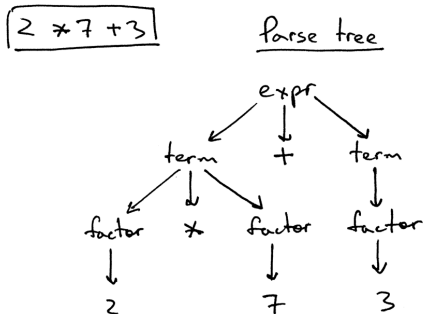 2 * 7 + 3
Parse tree
expr
term + term
factor * factor factor
2 7 3